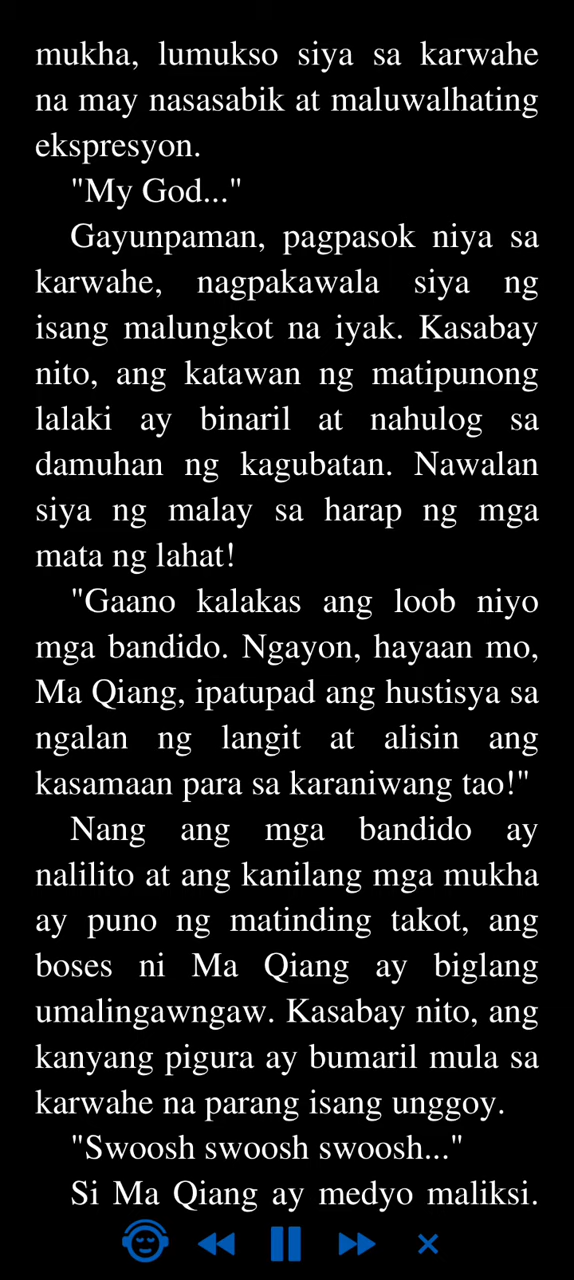 mukha, lumukso siya sa karwahe
na may nasasabik at maluwalhating
ekspresyon.
"My God..."
Gayunpaman, pagpasok niya sa
karwahe, nagpakawala siya ng
isang malungkot na iyak. Kasabay
nito, ang katawan ng matipunong
lalaki ay binaril at nahulog sa
damuhan ng kagubatan. Nawalan
siya ng malay sa harap ng mga
mata ng lahat!
"Gaano kalakas ang loob niyo
mga bandido. Ngayon, hayaan mo,
Ma Qiang, ipatupad ang hustisya sa
ngalan ng langit at alisin ang
kasamaan para sa karaniwang tao!"
Nang ang mga bandido ay
nalilito at ang kanilang mga mukha
ay puno ng matinding takot, ang
boses ni Ma Qiang ay biglang
umalingawngaw. Kasabay nito, ang
kanyang pigura ay bumaril mula sa
karwahe na parang isang unggoy.
"Swoosh swoosh swoosh..."
Si Ma Qiang ay medyo maliksi.